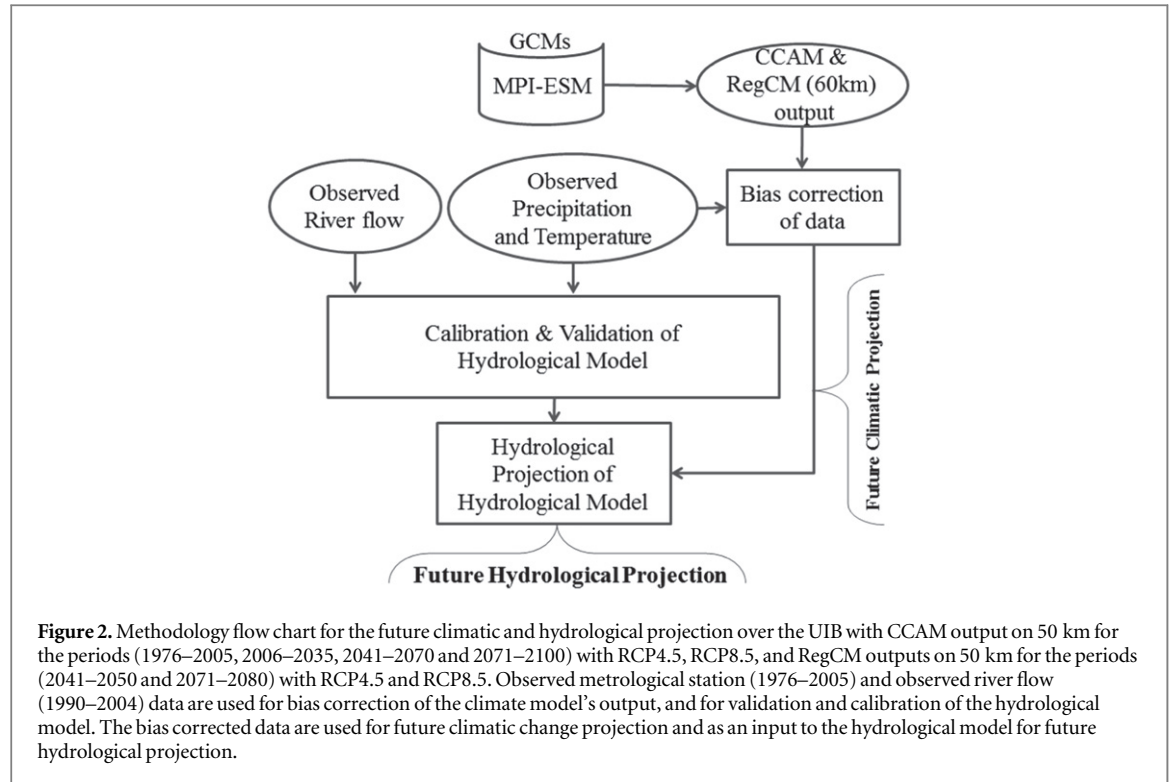 GCMs
MPI-ESM
CCAM &
RegCM (60km)
output
Observed
River flow
Observed
Precipitation
and Temperature
Bias correction
of data
Calibration & Validation of
Hydrological Model
Future Climatic Projection
Hydrological
Projection of
Hydrological Model
Future Hydrological Projection
Figure 2. Methodology flow chart for the future climatic and hydrological projection over the UIB with CCAM output on 50 km for
the periods (1976–2005, 2006–2035, 2041–2070 and 2071–2100) with RCP4.5, RCP8.5, and RegCM outputs on 50 km for the periods
(2041–2050 and 2071–2080) with RCP4.5 and RCP8.5. Observed metrological station (1976–2005) and observed river flow
(1990–2004) data are used for bias correction of the climate model's output, and for validation and calibration of the hydrological
model. The bias corrected data are used for future climatic change projection and as an input to the hydrological model for future
hydrological projection.